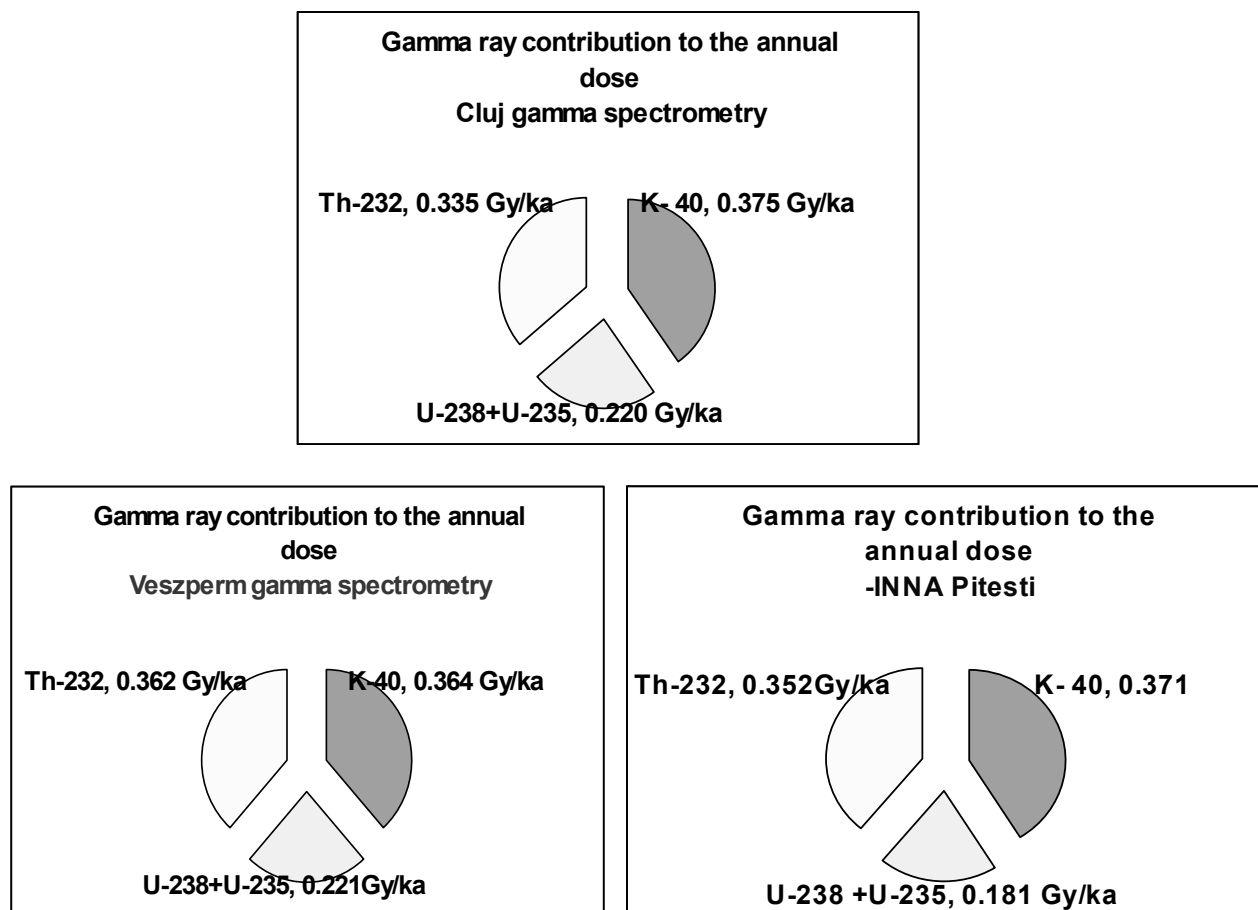 Gamma ray contribution to the annual
dose
Cluj gamma spectrometry
Th-232, 0.335 Gy/ka
K- 40, 0.375 Gy/ka
U-238+U-235, 0.220 Gy/ka
Gamma ray contribution to the annual
dose
Veszperm gamma spectrometry
Th-232, 0.362 Gy/ka
K-40, 0.364 Gy/ka
U-238+U-235, 0.221Gy/ka
Gamma ray contribution to the
annual dose
-INNA Pitesti
Th-232, 0.352Gy/ka
K- 40, 0.371
U-238 +U-235, 0.181 Gy/ka